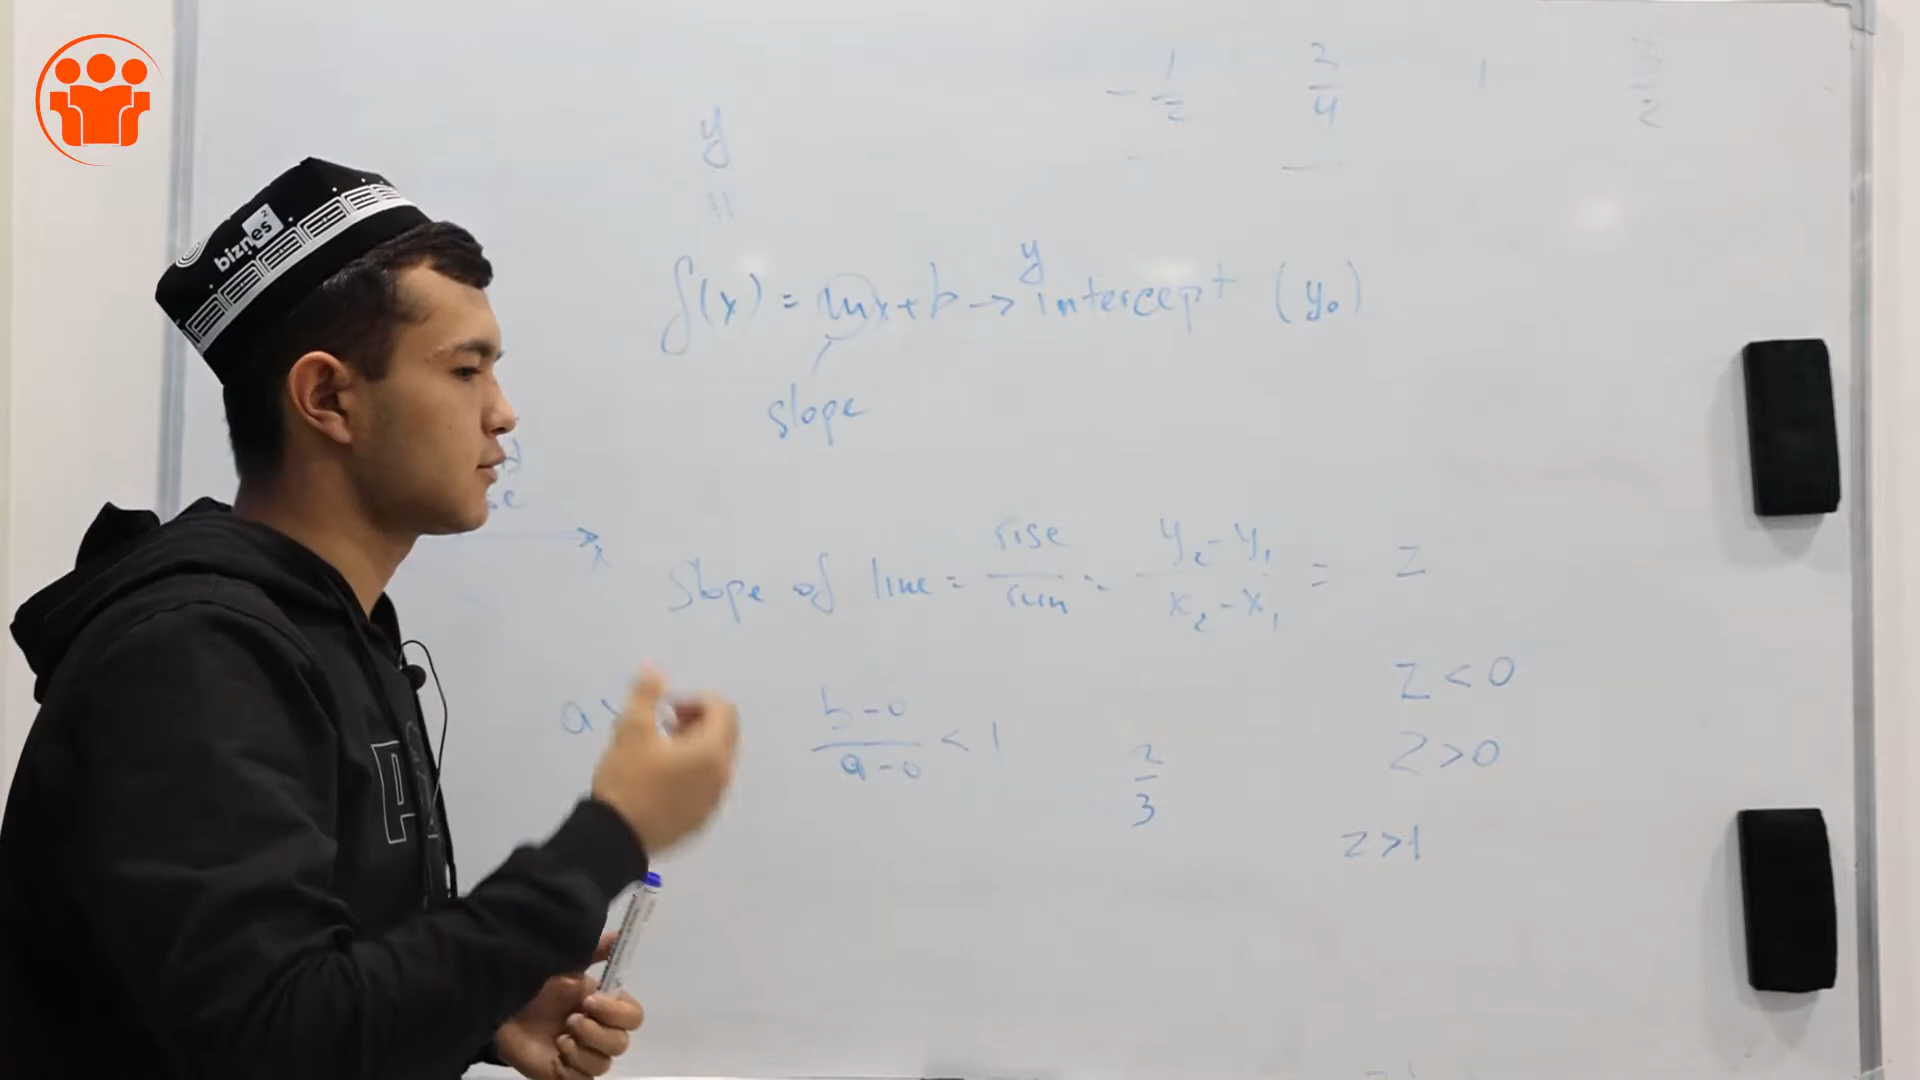 -1/2 3/4 1 3/2
y
"
f(x) = mx+b → y intercept (y₀)
slope
x
Slope of line = rise/run = y₂-y₁/x₂-x₁ = z
z < 0
b-0/a-0 < 1
z > 0
2/3
z > 1
biznes²